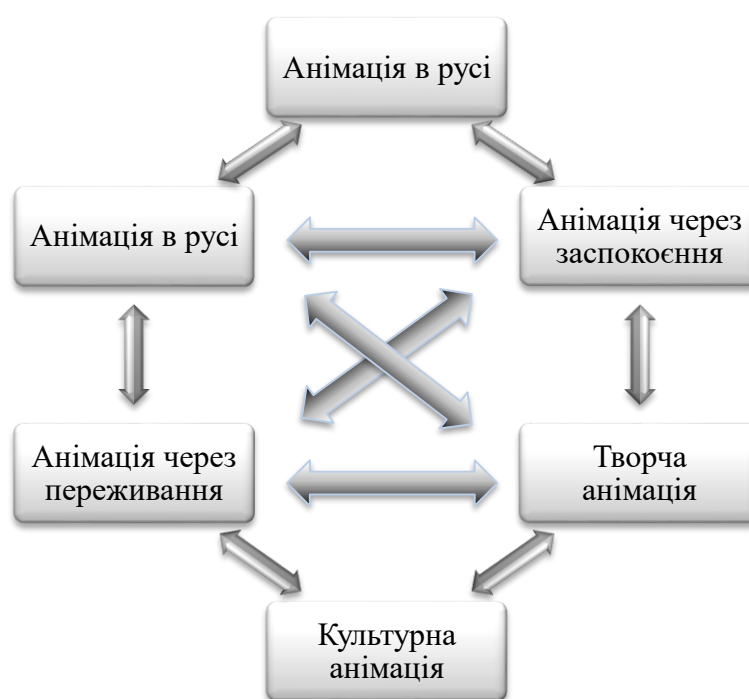 Анімація в русі
Анімація в русі
Анімація через
заспокоєння
Анімація через
переживання
Творча
анімація
Культурна
анімація